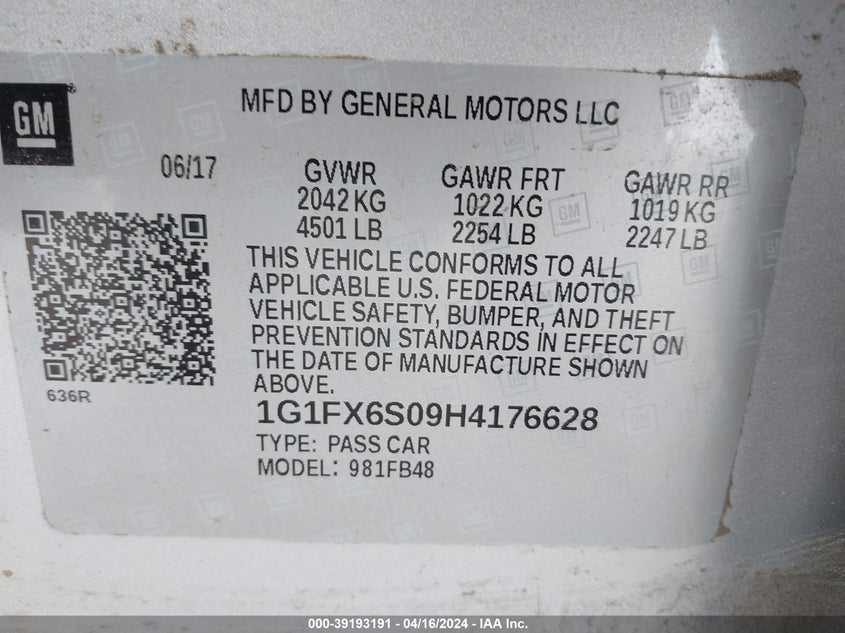 GM
MFD BY GENERAL MOTORS LLC
06/17
GVWR
2042 KG
4501 LB
GAWR FRT
1022 KG
2254 LB
GAWR RR
1019 KG
2247 LB
THIS VEHICLE CONFORMS TO ALL
APPLICABLE U.S. FEDERAL MOTOR
VEHICLE SAFETY, BUMPER, AND THEFT
PREVENTION STANDARDS IN EFFECT ON
THE DATE OF MANUFACTURE SHOWN
ABOVE.
636R
1G1FX6S09H4176628
TYPE: PASS CAR
MODEL: 981FB48
000-39193191 - 04/16/2024 - IAA Inc.